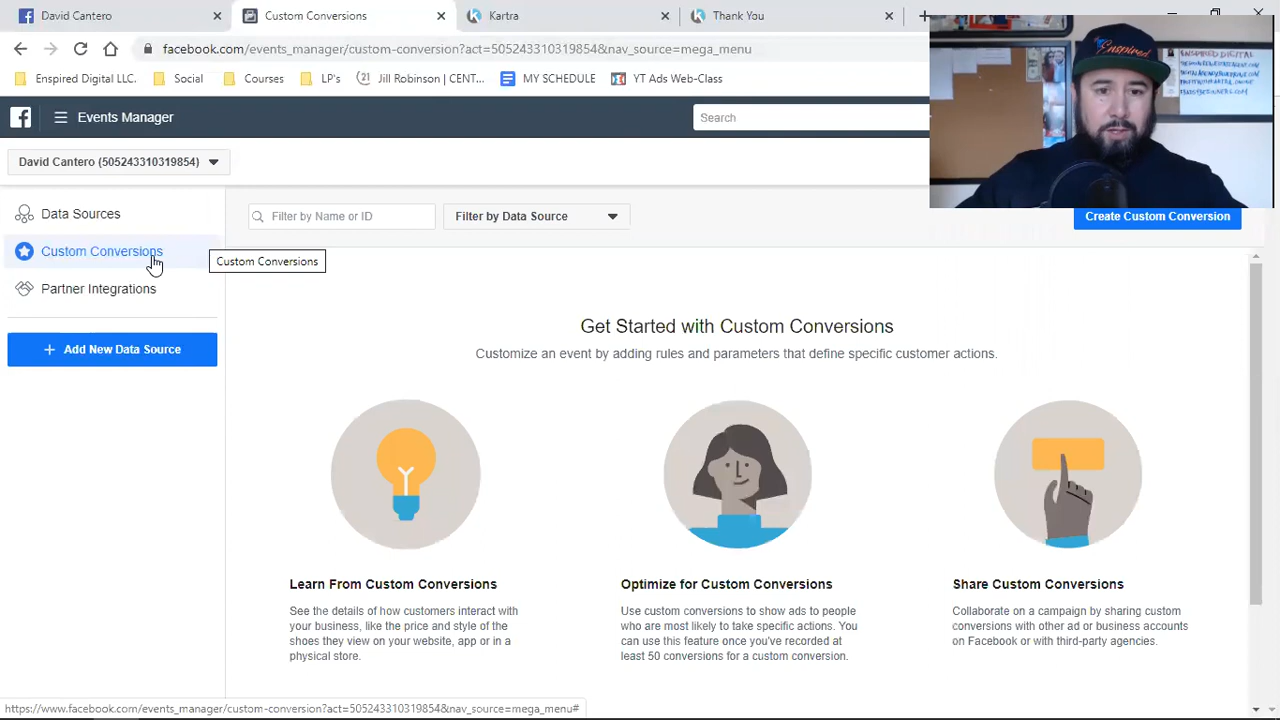 David Cantero
Custom Conversions
Kartra
Thank You
facebook.com/events_manager/custom-conversion?act=505243310319854&nav_source=mega_menu
Enspired Digital LLC.
Social
Courses
LP's
21
Jill Robinson | CENT...
SCHEDULE
YT Ads Web-Class
Events Manager
Search
Enspired
ENSPIRED DIGITAL
David Cantero (505243310319854)
Data Sources
Filter by Name or ID
Filter by Data Source
Create Custom Conversion
Custom Conversions
Custom Conversions
Partner Integrations
Add New Data Source
Get Started with Custom Conversions
Customize an event by adding rules and parameters that define specific customer actions.
Learn From Custom Conversions
See the details of how customers interact with
your business, like the price and style of the
shoes they view on your website, app or in a
physical store.
Optimize for Custom Conversions
Use custom conversions to show ads to people
who are most likely to take specific actions. You
can use this feature once you've recorded at
least 50 conversions for a custom conversion.
Share Custom Conversions
Collaborate on a campaign by sharing custom
conversions with other ad or business accounts
on Facebook or with third-party agencies.
https://www.facebook.com/events_manager/custom-conversion?act=505243310319854&nav_source=mega_menu#